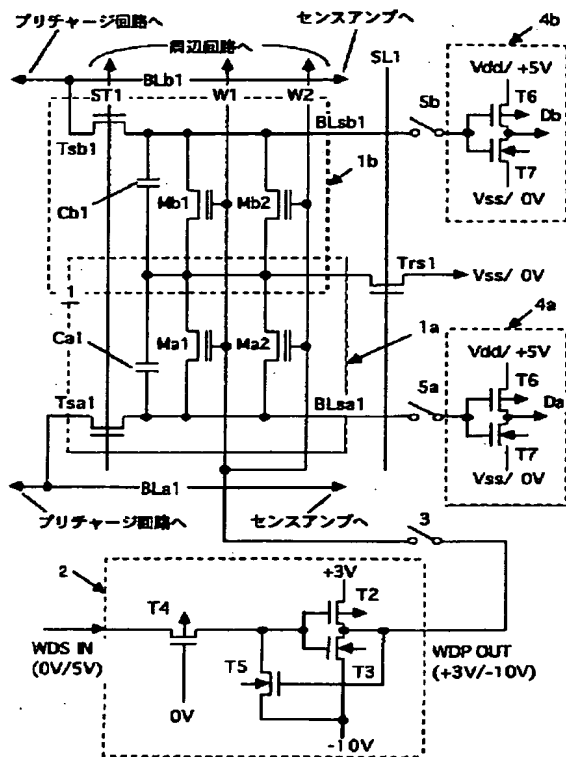 プリチャージ回路へ
周辺回路へ
センスアンプへ
BLb1
SL1
4b
ST1
W1
W2
Vdd/ +5V
T6
Tsb1
BLsb1
Sb
Db
1b
T7
Cb1
Mb1
Mb2
Vss/ 0V
1
Trs1
Vss/ 0V
4a
Ca1
Ma1
Ma2
1a
Vdd/ +5V
T6
Tsa1
BLsa1
Sa
Da
T7
BLa1
Vss/ 0V
プリチャージ回路へ
センスアンプへ
3
2
+3V
T4
T2
WDS IN
(0V/5V)
T5
T3
WDP OUT
(+3V/-10V)
0V
-10V